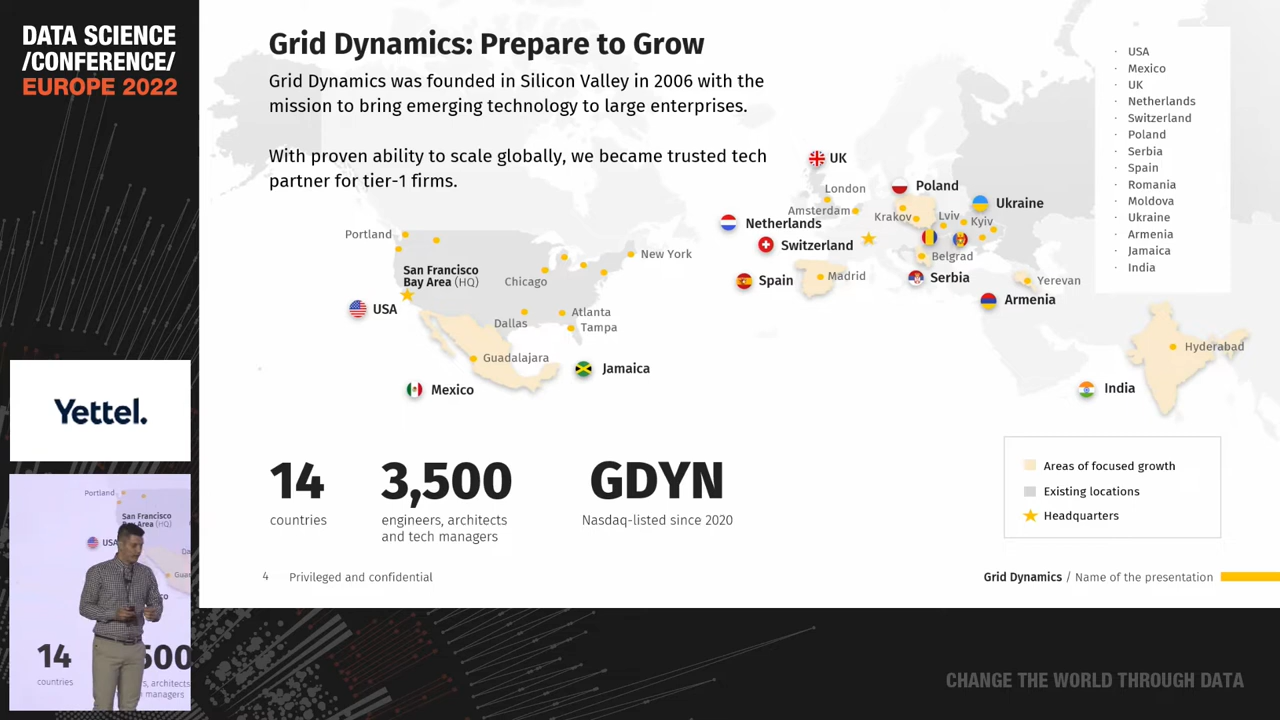 DATA SCIENCE
/CONFERENCE/
EUROPE 2022
Grid Dynamics: Prepare to Grow
Grid Dynamics was founded in Silicon Valley in 2006 with the
mission to bring emerging technology to large enterprises.
With proven ability to scale globally, we became trusted tech
partner for tier-1 firms.
· USA
· Mexico
· UK
· Netherlands
· Switzerland
· Poland
· Serbia
· Spain
· Romania
· Moldova
· Ukraine
· Armenia
· Jamaica
· India
UK
London
Poland
Amsterdam
Netherlands
Krakov
Lviv
Kyiv
Ukraine
Switzerland
Belgrad
Spain
Madrid
Serbia
Yerevan
Armenia
Portland
San Francisco
Bay Area (HQ)
USA
Chicago
New York
Dallas
Atlanta
Tampa
Guadalajara
Jamaica
Mexico
Hyderabad
India
14
countries
3,500
engineers, architects
and tech managers
GDYN
Nasdaq-listed since 2020
Areas of focused growth
Existing locations
Headquarters
4 Privileged and confidential
Grid Dynamics / Name of the presentation
Yettel.
Portland
San Francisco
Bay Area (HQ)
USA
14
countries
CHANGE THE WORLD THROUGH DATA